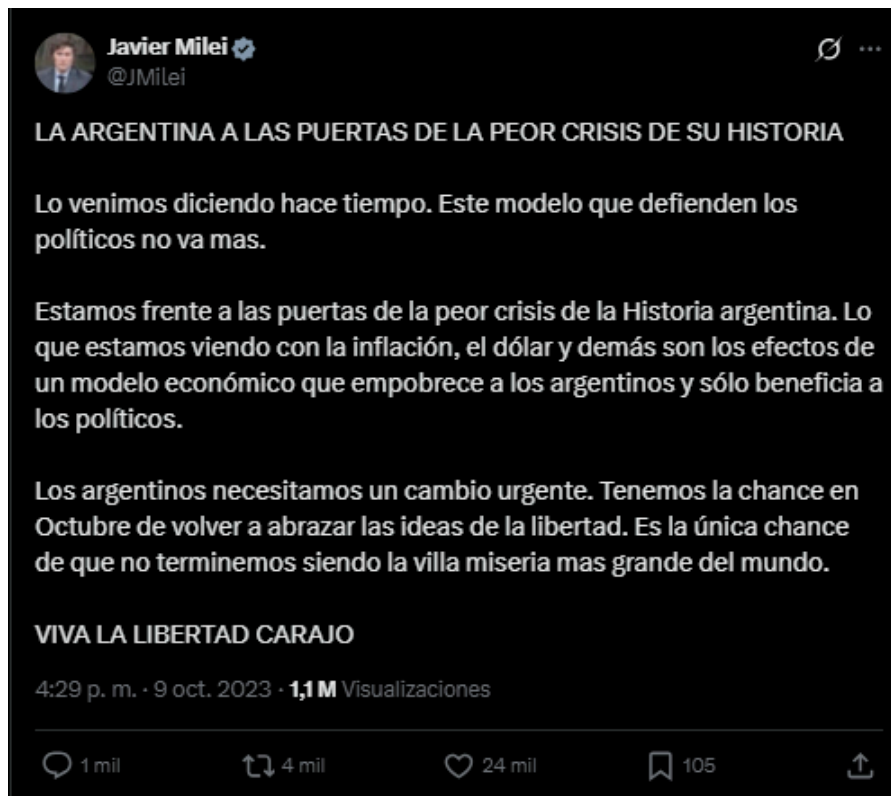 Javier Milei
@JMilei
LA ARGENTINA A LAS PUERTAS DE LA PEOR CRISIS DE SU HISTORIA
Lo venimos diciendo hace tiempo. Este modelo que defienden los
políticos no va mas.
Estamos frente a las puertas de la peor crisis de la Historia argentina. Lo
que estamos viendo con la inflación, el dólar y demás son los efectos de
un modelo económico que empobrece a los argentinos y sólo beneficia a
los políticos.
Los argentinos necesitamos un cambio urgente. Tenemos la chance en
Octubre de volver a abrazar las ideas de la libertad. Es la única chance
de que no terminemos siendo la villa miseria mas grande del mundo.
VIVA LA LIBERTAD CARAJO
4:29 p. m. · 9 oct. 2023 · 1,1 M Visualizaciones
1 mil 4 mil 24 mil 105